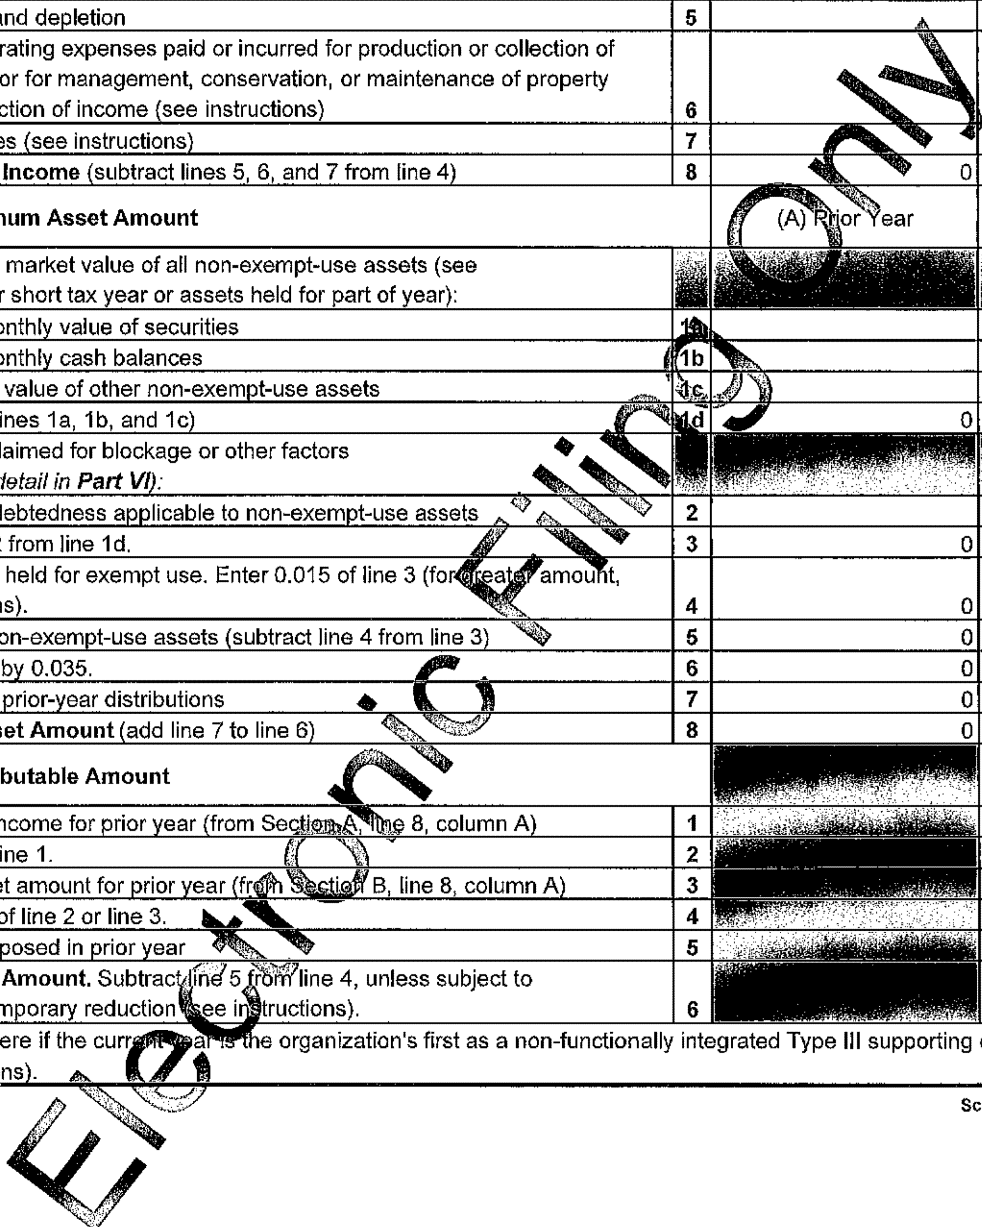 and depletion 5
rating expenses paid or incurred for production or collection of
or for management, conservation, or maintenance of property
ction of income (see instructions) 6
es (see instructions) 7
Income (subtract lines 5, 6, and 7 from line 4) 8 0
num Asset Amount (A) Prior Year
market value of all non-exempt-use assets (see
r short tax year or assets held for part of year):
onthly value of securities 1a
onthly cash balances 1b
value of other non-exempt-use assets 1c
ines 1a, 1b, and 1c) 1d 0
laimed for blockage or other factors
detail in Part VI):
debtedness applicable to non-exempt-use assets 2
2 from line 1d. 3 0
held for exempt use. Enter 0.015 of line 3 (for greater amount,
ns). 4 0
on-exempt-use assets (subtract line 4 from line 3) 5 0
by 0.035. 6 0
prior-year distributions 7 0
set Amount (add line 7 to line 6) 8 0
butable Amount
ncome for prior year (from Section A, line 8, column A) 1
ine 1. 2
et amount for prior year (from Section B, line 8, column A) 3
of line 2 or line 3. 4
posed in prior year 5
Amount. Subtract line 5 from line 4, unless subject to
mporary reduction (see instructions). 6
ere if the current year is the organization's first as a non-functionally integrated Type III supporting
ns).
Sc
Electronic Filing Only